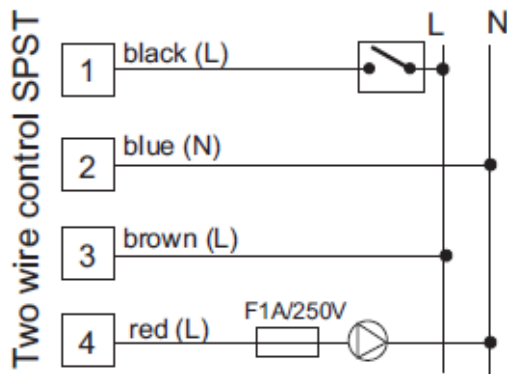 Two wire control SPST
L N
1 black (L)
2 blue (N)
3 brown (L)
F1A/250V
4 red (L)